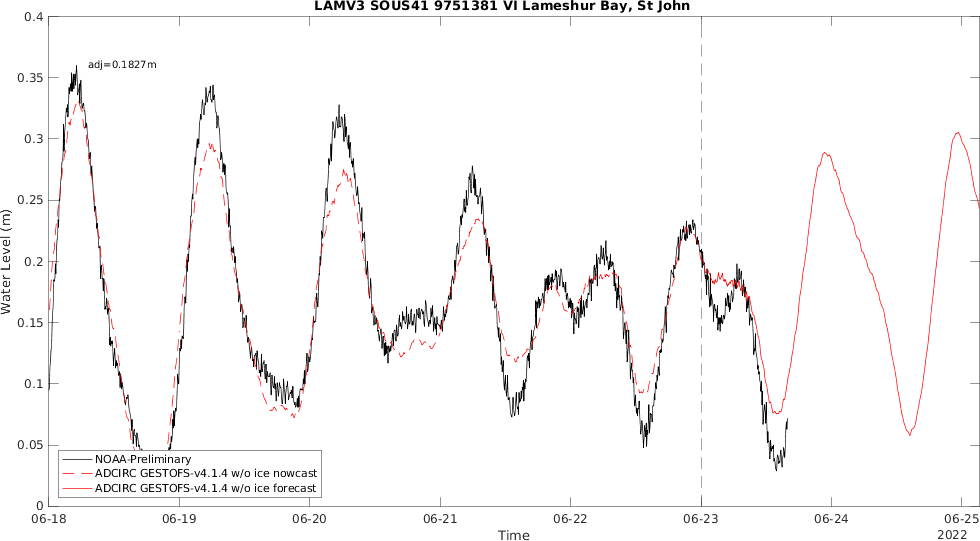 LAMV3 SOUS41 9751381 VI Lameshur Bay, St John
adj=0.1827m
0.4
0.35
0.3
0.25
0.2
0.15
0.1
0.05
0
Water Level (m)
NOAA-Preliminary
ADCIRC GESTOFS-v4.1.4 w/o ice nowcast
ADCIRC GESTOFS-v4.1.4 w/o ice forecast
06-18 06-19 06-20 06-21 06-22 06-23 06-24 06-25
2022
Time